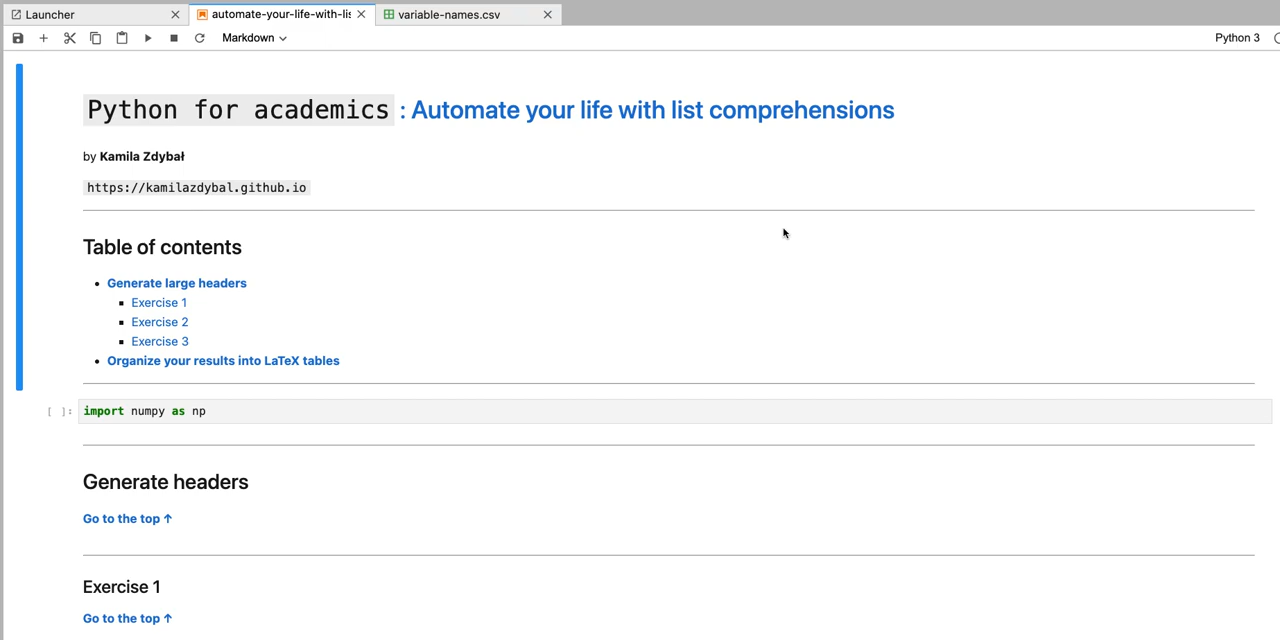 Launcher
automate-your-life-with-lis
variable-names.csv
Markdown
Python 3
Python for academics : Automate your life with list comprehensions
by Kamila Zdybał
https://kamilazdybal.github.io
Table of contents
Generate large headers
Exercise 1
Exercise 2
Exercise 3
Organize your results into LaTeX tables
[ ]: import numpy as np
Generate headers
Go to the top ↑
Exercise 1
Go to the top ↑